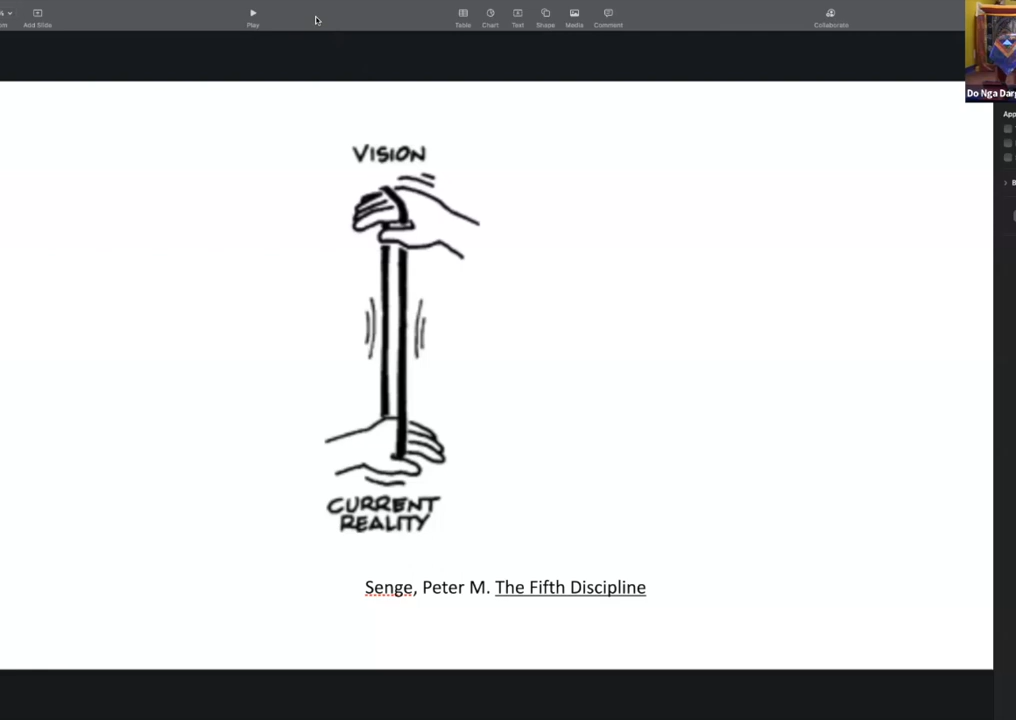 Add Slide
Play
Table
Chart
Text
Shape
Media
Comment
Collaborate
Do Nga Dar
VISION
CURRENT
REALITY
Senge, Peter M. The Fifth Discipline